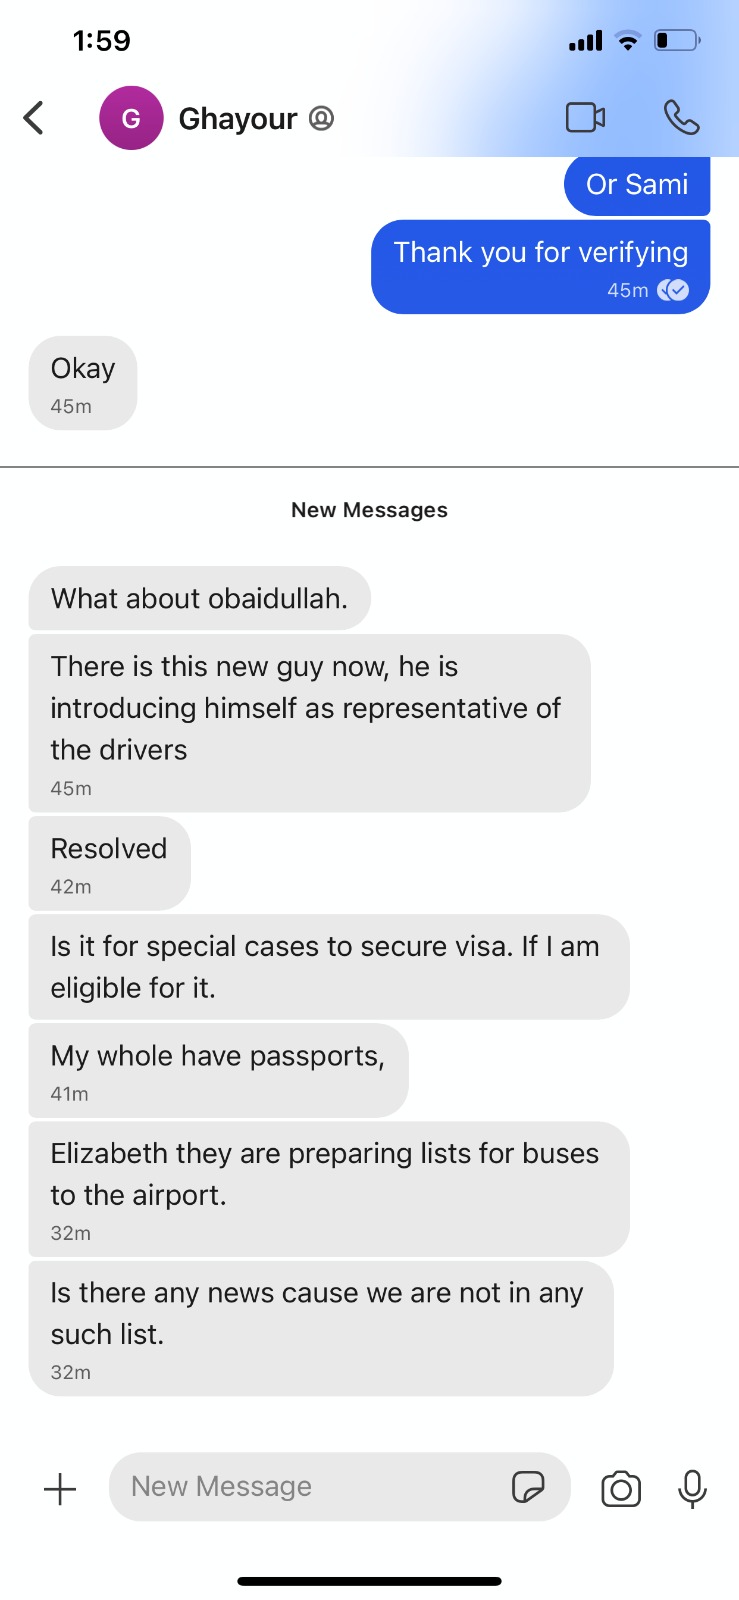 1:59
G
Ghayour
Or Sami
Thank you for verifying
45m
Okay
45m
New Messages
What about obaidullah.
There is this new guy now, he is
introducing himself as representative of
the drivers
45m
Resolved
42m
Is it for special cases to secure visa. If I am
eligible for it.
My whole have passports,
41m
Elizabeth they are preparing lists for buses
to the airport.
32m
Is there any news cause we are not in any
such list.
32m
New Message